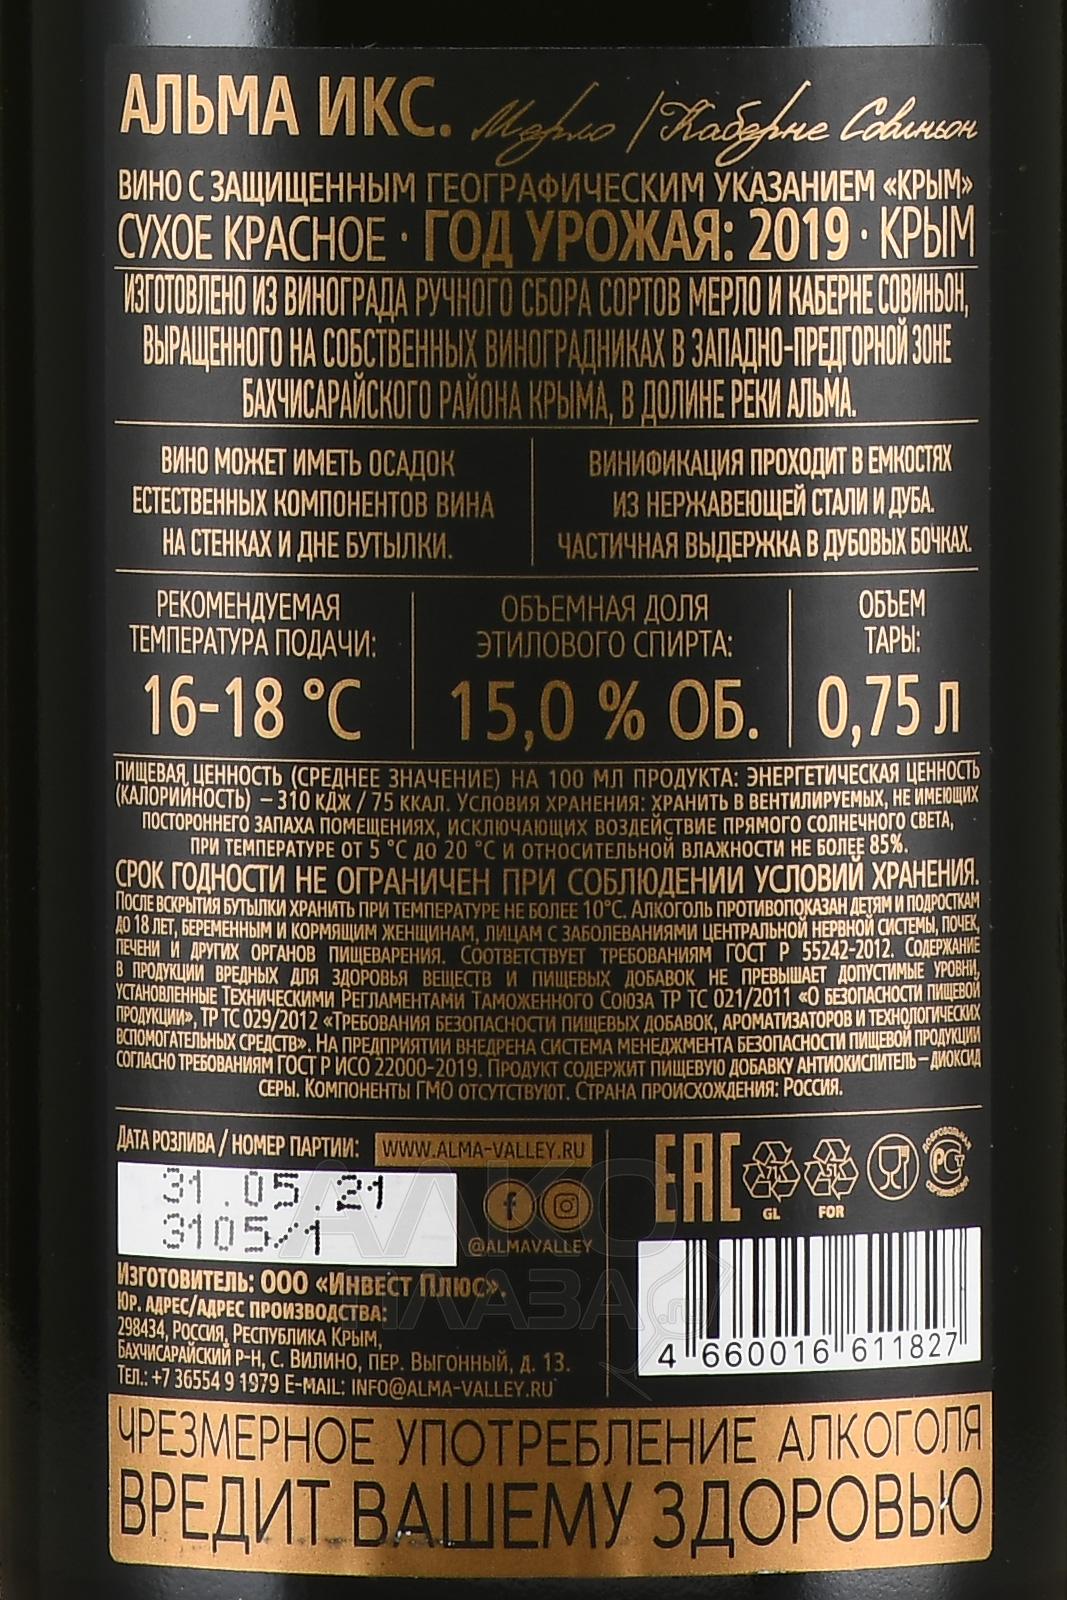 АЛЬМА ИКС. Мерло / Каберне Совиньон
ВИНО С ЗАЩИЩЕННЫМ ГЕОГРАФИЧЕСКИМ УКАЗАНИЕМ «КРЫМ»
СУХОЕ КРАСНОЕ · ГОД УРОЖАЯ: 2019 · КРЫМ
ИЗГОТОВЛЕНО ИЗ ВИНОГРАДА РУЧНОГО СБОРА СОРТОВ МЕРЛО И КАБЕРНЕ СОВИНЬОН,
ВЫРАЩЕННОГО НА СОБСТВЕННЫХ ВИНОГРАДНИКАХ В ЗАПАДНО-ПРЕДГОРНОЙ ЗОНЕ
БАХЧИСАРАЙСКОГО РАЙОНА КРЫМА, В ДОЛИНЕ РЕКИ АЛЬМА.
ВИНО МОЖЕТ ИМЕТЬ ОСАДОК
ЕСТЕСТВЕННЫХ КОМПОНЕНТОВ ВИНА
НА СТЕНКАХ И ДНЕ БУТЫЛКИ.
ВИНИФИКАЦИЯ ПРОХОДИТ В ЕМКОСТЯХ
ИЗ НЕРЖАВЕЮЩЕЙ СТАЛИ И ДУБА.
ЧАСТИЧНАЯ ВЫДЕРЖКА В ДУБОВЫХ БОЧКАХ.
РЕКОМЕНДУЕМАЯ
ТЕМПЕРАТУРА ПОДАЧИ:
16-18 °C
ОБЪЕМНАЯ ДОЛЯ
ЭТИЛОВОГО СПИРТА:
15,0 % ОБ.
ОБЪЕМ
ТАРЫ:
0,75 Л
ПИЩЕВАЯ ЦЕННОСТЬ (СРЕДНЕЕ ЗНАЧЕНИЕ) НА 100 МЛ ПРОДУКТА: ЭНЕРГЕТИЧЕСКАЯ ЦЕННОСТЬ
(КАЛОРИЙНОСТЬ) – 310 КДЖ / 75 ККАЛ. УСЛОВИЯ ХРАНЕНИЯ: ХРАНИТЬ В ВЕНТИЛИРУЕМЫХ, НЕ ИМЕЮЩИХ
ПОСТОРОННЕГО ЗАПАХА ПОМЕЩЕНИЯХ, ИСКЛЮЧАЮЩИХ ВОЗДЕЙСТВИЕ ПРЯМОГО СОЛНЕЧНОГО СВЕТА,
ПРИ ТЕМПЕРАТУРЕ ОТ 5 °C ДО 20 °C И ОТНОСИТЕЛЬНОЙ ВЛАЖНОСТИ НЕ БОЛЕЕ 85%.
СРОК ГОДНОСТИ НЕ ОГРАНИЧЕН ПРИ СОБЛЮДЕНИИ УСЛОВИЙ ХРАНЕНИЯ.
ПОСЛЕ ВСКРЫТИЯ БУТЫЛКИ ХРАНИТЬ ПРИ ТЕМПЕРАТУРЕ НЕ БОЛЕЕ 10°C. АЛКОГОЛЬ ПРОТИВОПОКАЗАН ДЕТЯМ И ПОДРОСТКАМ
ДО 18 ЛЕТ, БЕРЕМЕННЫМ И КОРМЯЩИМ ЖЕНЩИНАМ, ЛИЦАМ С ЗАБОЛЕВАНИЯМИ ЦЕНТРАЛЬНОЙ НЕРВНОЙ СИСТЕМЫ, ПОЧЕК,
ПЕЧЕНИ И ДРУГИХ ОРГАНОВ ПИЩЕВАРЕНИЯ. СООТВЕТСТВУЕТ ТРЕБОВАНИЯМ ГОСТ Р 55242-2012. СОДЕРЖАНИЕ
В ПРОДУКЦИИ ВРЕДНЫХ ДЛЯ ЗДОРОВЬЯ ВЕЩЕСТВ И ПИЩЕВЫХ ДОБАВОК НЕ ПРЕВЫШАЕТ ДОПУСТИМЫЕ УРОВНИ,
УСТАНОВЛЕННЫЕ ТЕХНИЧЕСКИМИ РЕГЛАМЕНТАМИ ТАМОЖЕННОГО СОЮЗА ТР ТС 021/2011 «О БЕЗОПАСНОСТИ ПИЩЕВОЙ
ПРОДУКЦИИ», ТР ТС 029/2012 «ТРЕБОВАНИЯ БЕЗОПАСНОСТИ ПИЩЕВЫХ ДОБАВОК, АРОМАТИЗАТОРОВ И ТЕХНОЛОГИЧЕСКИХ
ВСПОМОГАТЕЛЬНЫХ СРЕДСТВ». НА ПРЕДПРИЯТИИ ВНЕДРЕНА СИСТЕМА МЕНЕДЖМЕНТА БЕЗОПАСНОСТИ ПИЩЕВОЙ ПРОДУКЦИИ
СОГЛАСНО ТРЕБОВАНИЯМ ГОСТ Р ИСО 22000-2019. ПРОДУКТ СОДЕРЖИТ ПИЩЕВУЮ ДОБАВКУ АНТИОКИСЛИТЕЛЬ – ДИОКСИД
СЕРЫ. КОМПОНЕНТЫ ГМО ОТСУТСТВУЮТ. СТРАНА ПРОИСХОЖДЕНИЯ: РОССИЯ.
ДАТА РОЗЛИВА / НОМЕР ПАРТИИ:
31.05.21
3105/1
WWW.ALMA-VALLEY.RU
@ALMAVALLEY
ИЗГОТОВИТЕЛЬ: ООО «ИНВЕСТ ПЛЮС».
ЮР. АДРЕС/АДРЕС ПРОИЗВОДСТВА:
298434, РОССИЯ, РЕСПУБЛИКА КРЫМ,
БАХЧИСАРАЙСКИЙ Р-Н, С. ВИЛИНО, ПЕР. ВЫГОННЫЙ, Д. 13.
ТЕЛ.: +7 36554 9 1979 E-MAIL: INFO@ALMA-VALLEY.RU
EAC
71
GL
51
FOR
ДОБРОВОЛЬНАЯ
РСТ
СЕРТИФИКАЦИЯ
4 660016 611827
АЛКО
ПЛАЗА.ru
ЧРЕЗМЕРНОЕ УПОТРЕБЛЕНИЕ АЛКОГОЛЯ
ВРЕДИТ ВАШЕМУ ЗДОРОВЬЮ